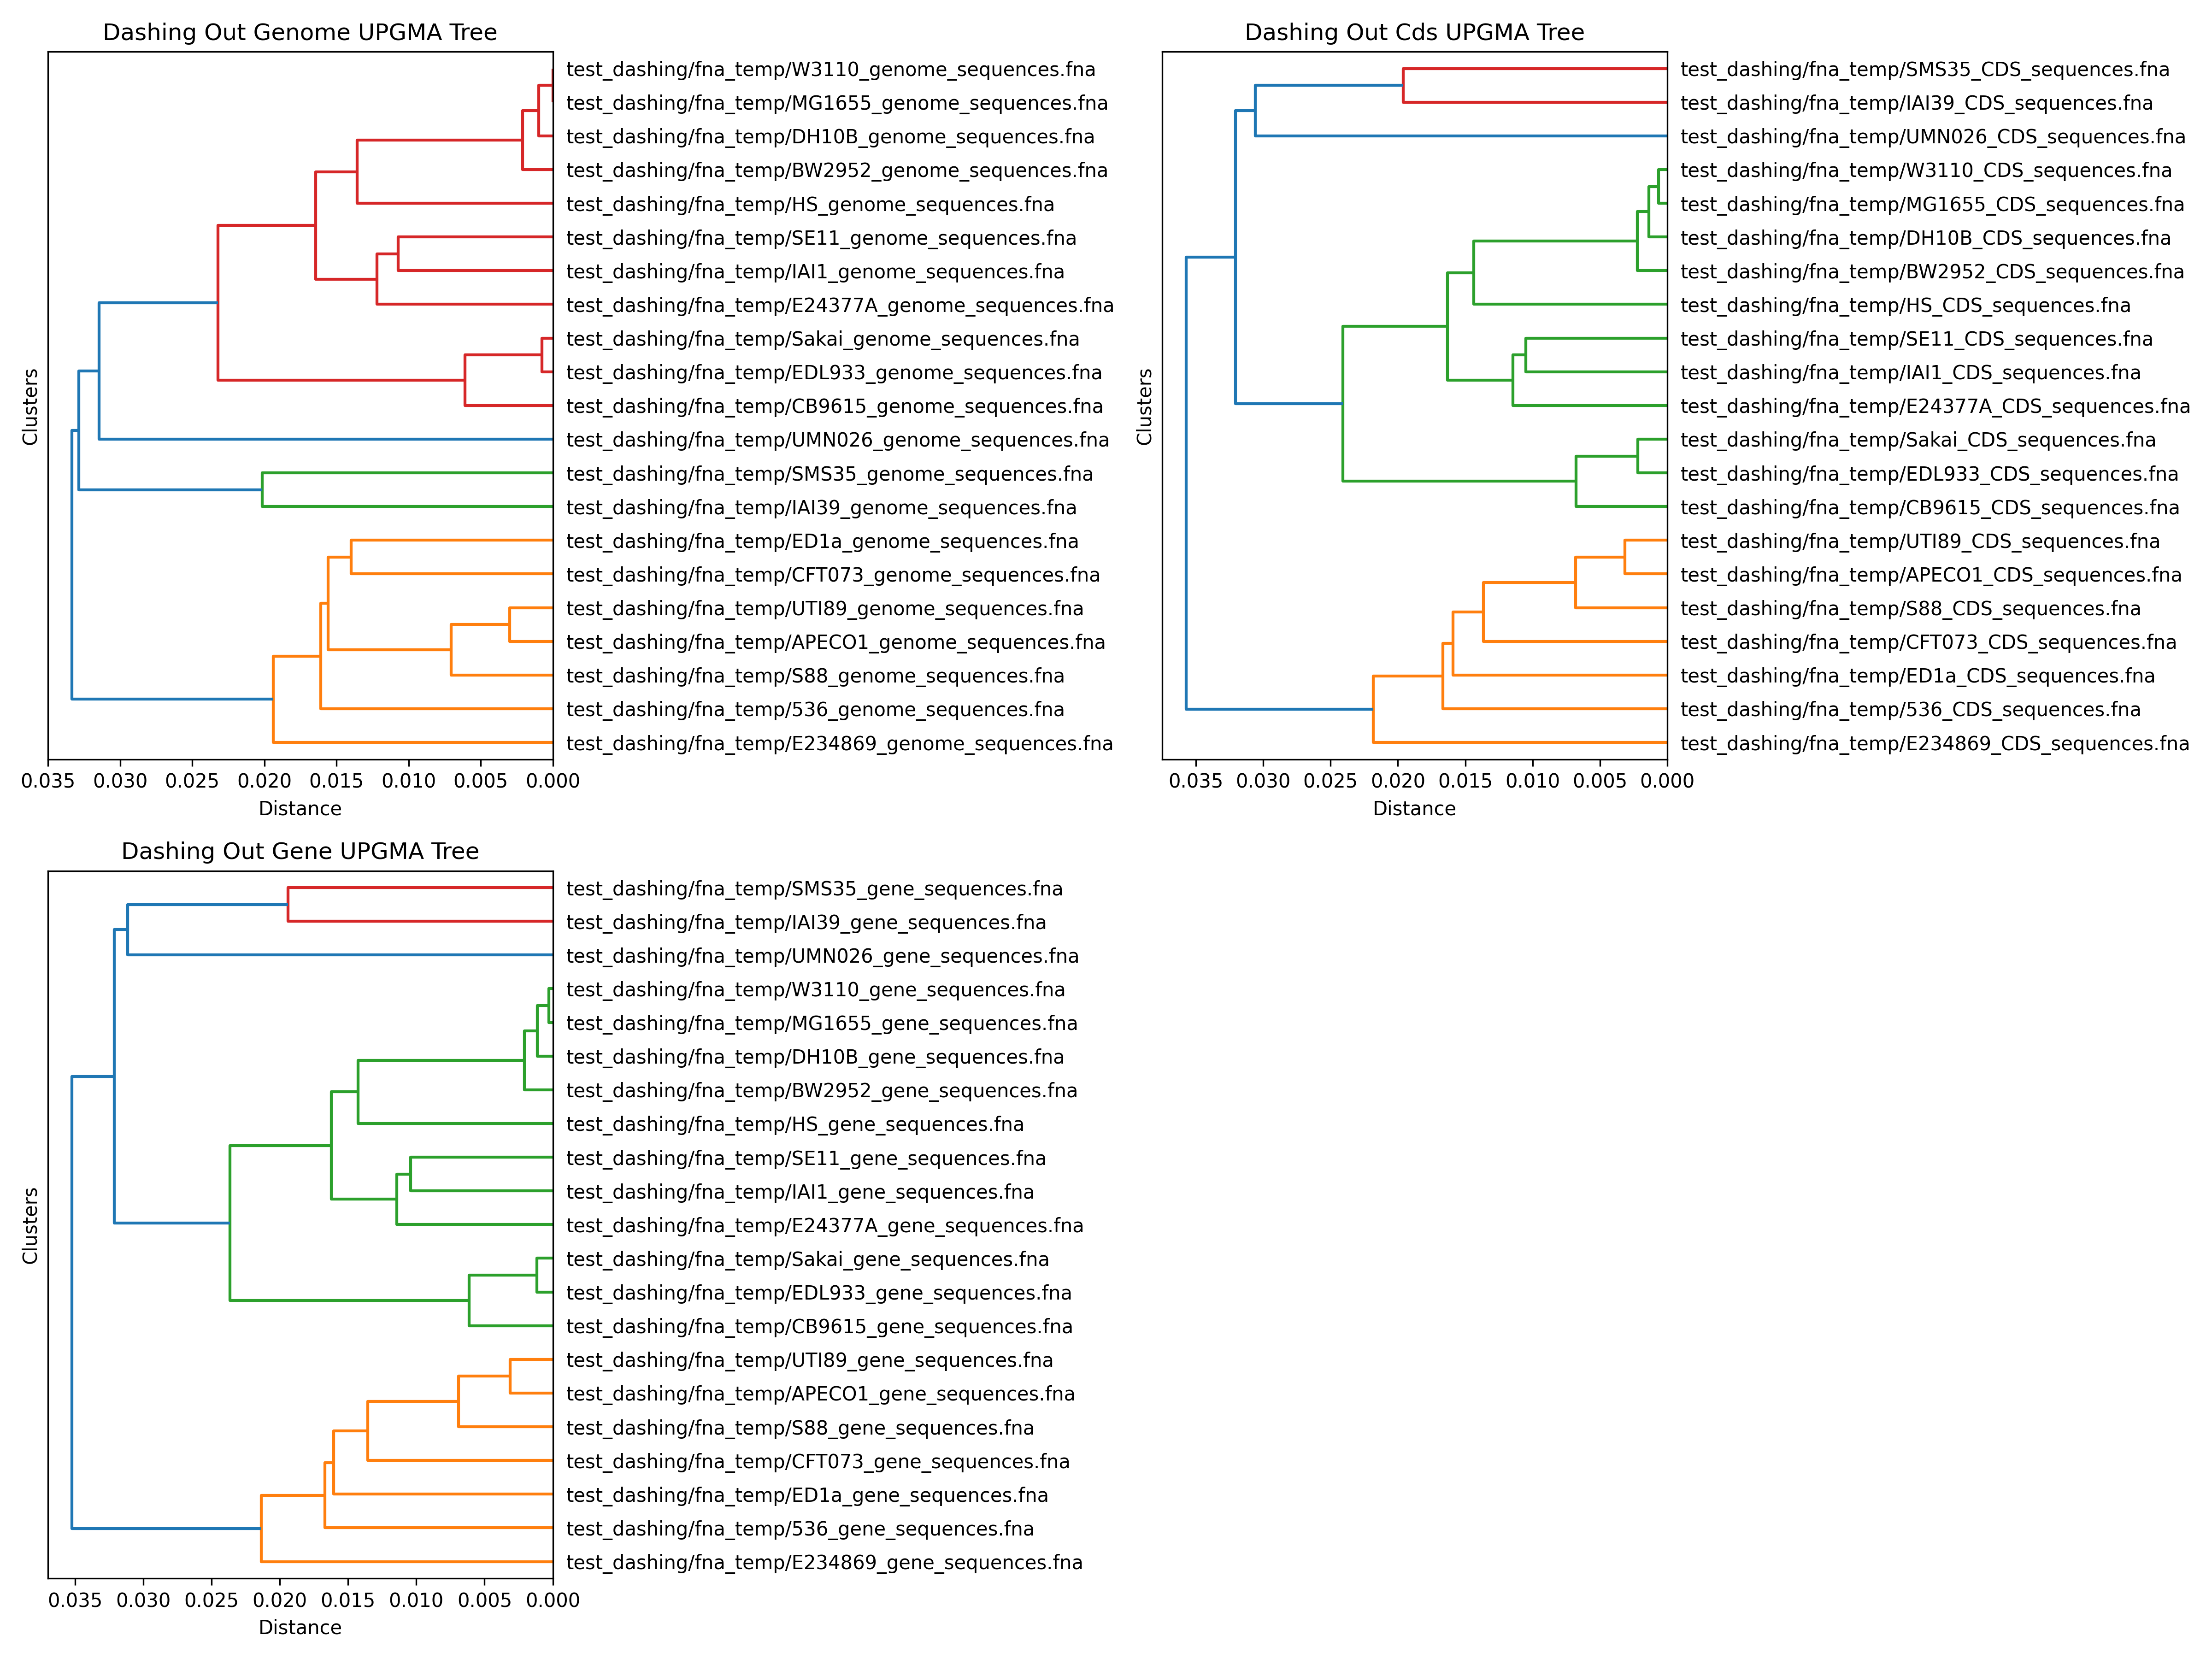 Dashing Out Genome UPGMA Tree
test_dashing/fna_temp/W3110_genome_sequences.fna
test_dashing/fna_temp/MG1655_genome_sequences.fna
test_dashing/fna_temp/DH10B_genome_sequences.fna
test_dashing/fna_temp/BW2952_genome_sequences.fna
test_dashing/fna_temp/HS_genome_sequences.fna
test_dashing/fna_temp/SE11_genome_sequences.fna
test_dashing/fna_temp/IAI1_genome_sequences.fna
test_dashing/fna_temp/E24377A_genome_sequences.fna
test_dashing/fna_temp/Sakai_genome_sequences.fna
test_dashing/fna_temp/EDL933_genome_sequences.fna
test_dashing/fna_temp/CB9615_genome_sequences.fna
test_dashing/fna_temp/UMN026_genome_sequences.fna
test_dashing/fna_temp/SMS35_genome_sequences.fna
test_dashing/fna_temp/IAI39_genome_sequences.fna
test_dashing/fna_temp/ED1a_genome_sequences.fna
test_dashing/fna_temp/CFT073_genome_sequences.fna
test_dashing/fna_temp/UTI89_genome_sequences.fna
test_dashing/fna_temp/APECO1_genome_sequences.fna
test_dashing/fna_temp/S88_genome_sequences.fna
test_dashing/fna_temp/536_genome_sequences.fna
test_dashing/fna_temp/E234869_genome_sequences.fna
Clusters
0.035 0.030 0.025 0.020 0.015 0.010 0.005 0.000
Distance
Dashing Out Cds UPGMA Tree
test_dashing/fna_temp/SMS35_CDS_sequences.fna
test_dashing/fna_temp/IAI39_CDS_sequences.fna
test_dashing/fna_temp/UMN026_CDS_sequences.fna
test_dashing/fna_temp/W3110_CDS_sequences.fna
test_dashing/fna_temp/MG1655_CDS_sequences.fna
test_dashing/fna_temp/DH10B_CDS_sequences.fna
test_dashing/fna_temp/BW2952_CDS_sequences.fna
test_dashing/fna_temp/HS_CDS_sequences.fna
test_dashing/fna_temp/SE11_CDS_sequences.fna
test_dashing/fna_temp/IAI1_CDS_sequences.fna
test_dashing/fna_temp/E24377A_CDS_sequences.fna
test_dashing/fna_temp/Sakai_CDS_sequences.fna
test_dashing/fna_temp/EDL933_CDS_sequences.fna
test_dashing/fna_temp/CB9615_CDS_sequences.fna
test_dashing/fna_temp/UTI89_CDS_sequences.fna
test_dashing/fna_temp/APECO1_CDS_sequences.fna
test_dashing/fna_temp/S88_CDS_sequences.fna
test_dashing/fna_temp/CFT073_CDS_sequences.fna
test_dashing/fna_temp/ED1a_CDS_sequences.fna
test_dashing/fna_temp/536_CDS_sequences.fna
test_dashing/fna_temp/E234869_CDS_sequences.fna
Clusters
0.035 0.030 0.025 0.020 0.015 0.010 0.005 0.000
Distance
Dashing Out Gene UPGMA Tree
test_dashing/fna_temp/SMS35_gene_sequences.fna
test_dashing/fna_temp/IAI39_gene_sequences.fna
test_dashing/fna_temp/UMN026_gene_sequences.fna
test_dashing/fna_temp/W3110_gene_sequences.fna
test_dashing/fna_temp/MG1655_gene_sequences.fna
test_dashing/fna_temp/DH10B_gene_sequences.fna
test_dashing/fna_temp/BW2952_gene_sequences.fna
test_dashing/fna_temp/HS_gene_sequences.fna
test_dashing/fna_temp/SE11_gene_sequences.fna
test_dashing/fna_temp/IAI1_gene_sequences.fna
test_dashing/fna_temp/E24377A_gene_sequences.fna
test_dashing/fna_temp/Sakai_gene_sequences.fna
test_dashing/fna_temp/EDL933_gene_sequences.fna
test_dashing/fna_temp/CB9615_gene_sequences.fna
test_dashing/fna_temp/UTI89_gene_sequences.fna
test_dashing/fna_temp/APECO1_gene_sequences.fna
test_dashing/fna_temp/S88_gene_sequences.fna
test_dashing/fna_temp/CFT073_gene_sequences.fna
test_dashing/fna_temp/ED1a_gene_sequences.fna
test_dashing/fna_temp/536_gene_sequences.fna
test_dashing/fna_temp/E234869_gene_sequences.fna
Clusters
0.035 0.030 0.025 0.020 0.015 0.010 0.005 0.000
Distance